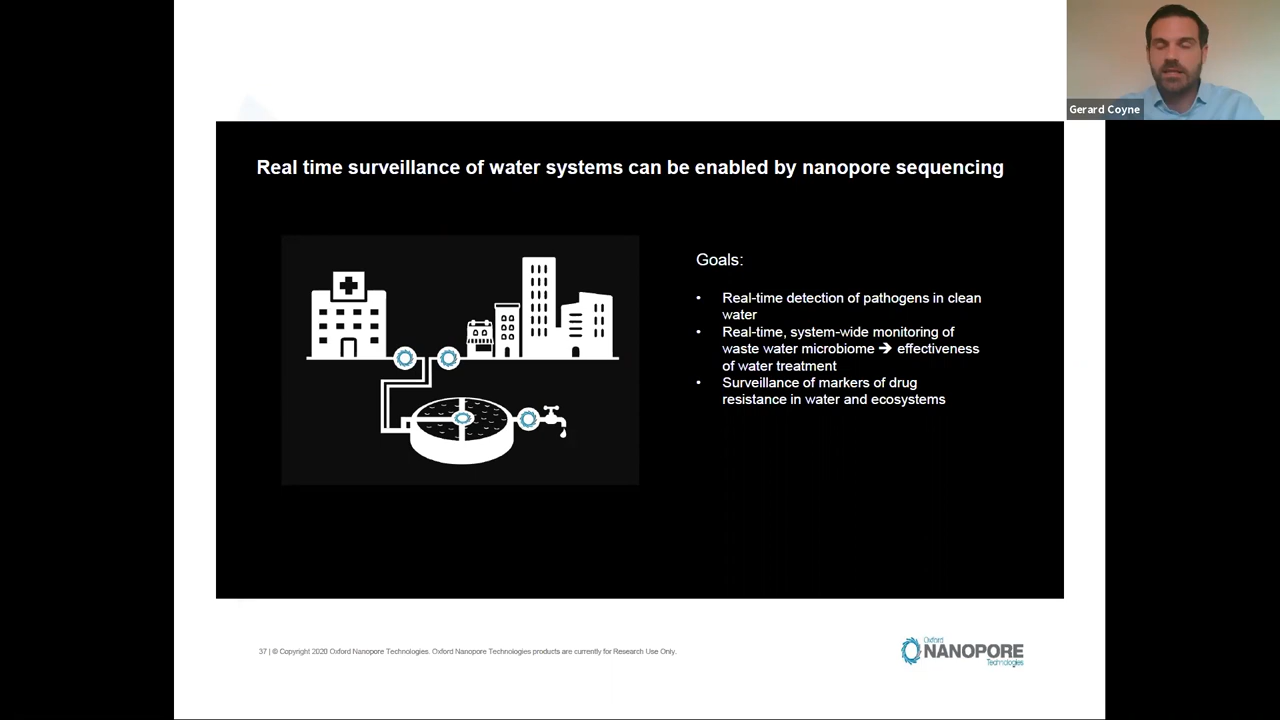 Gerard Coyne
Real time surveillance of water systems can be enabled by nanopore sequencing
Goals:
• Real-time detection of pathogens in clean
water
• Real-time, system-wide monitoring of
waste water microbiome ➔ effectiveness
of water treatment
• Surveillance of markers of drug
resistance in water and ecosystems
37 | © Copyright 2020 Oxford Nanopore Technologies. Oxford Nanopore Technologies products are currently for Research Use Only.
Oxford
NANOPORE
Technologies